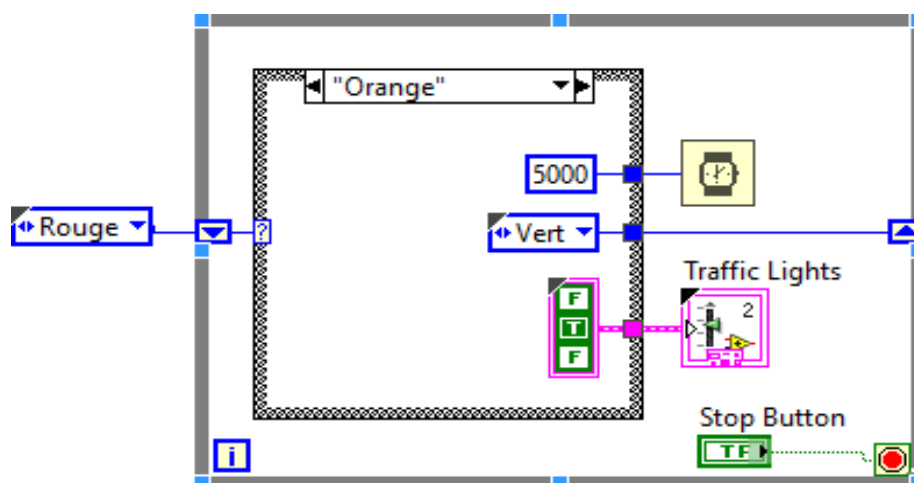 "Orange"
5000
Rouge
?
Vert
Traffic Lights
F
T
F
2
Stop Button
TF
i